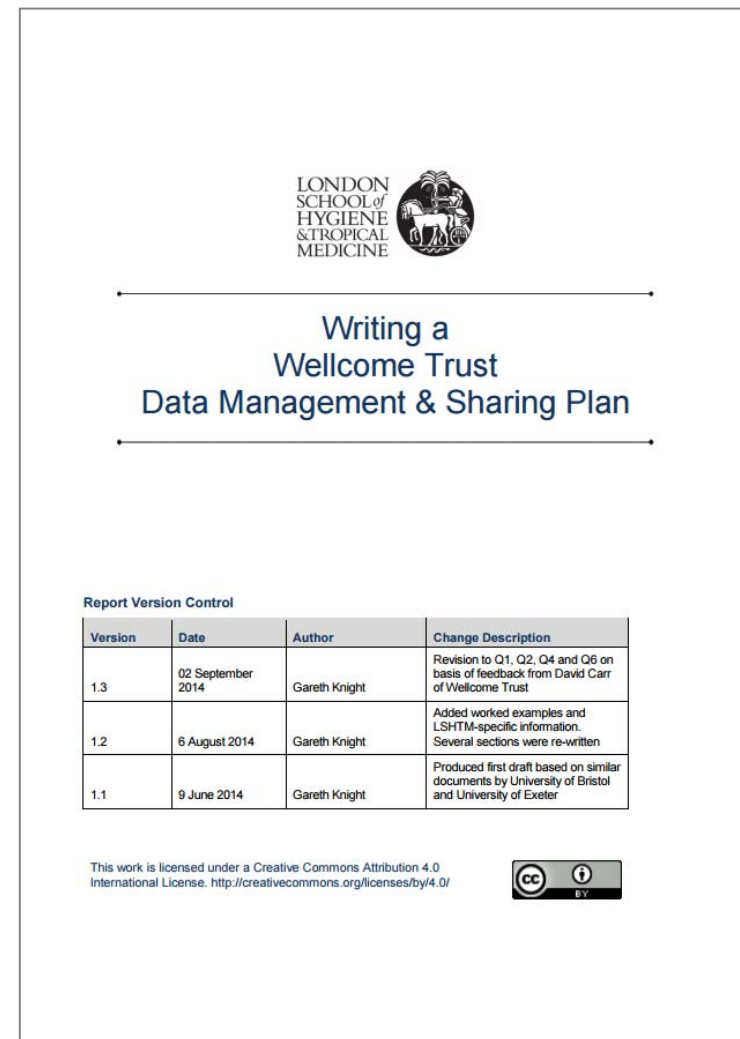 LONDON
SCHOOL of
HYGIENE
& TROPICAL
MEDICINE
Writing a
Wellcome Trust
Data Management & Sharing Plan
Report Version Control
Version Date Author Change Description
1.3 02 September 2014 Gareth Knight Revision to Q1, Q2, Q4 and Q6 on
basis of feedback from David Carr
of Wellcome Trust
1.2 6 August 2014 Gareth Knight Added worked examples and
LSHTM-specific information.
Several sections were re-written
1.1 9 June 2014 Gareth Knight Produced first draft based on similar
documents by University of Bristol
and University of Exeter
This work is licensed under a Creative Commons Attribution 4.0
International License. http://creativecommons.org/licenses/by/4.0/
cc
BY